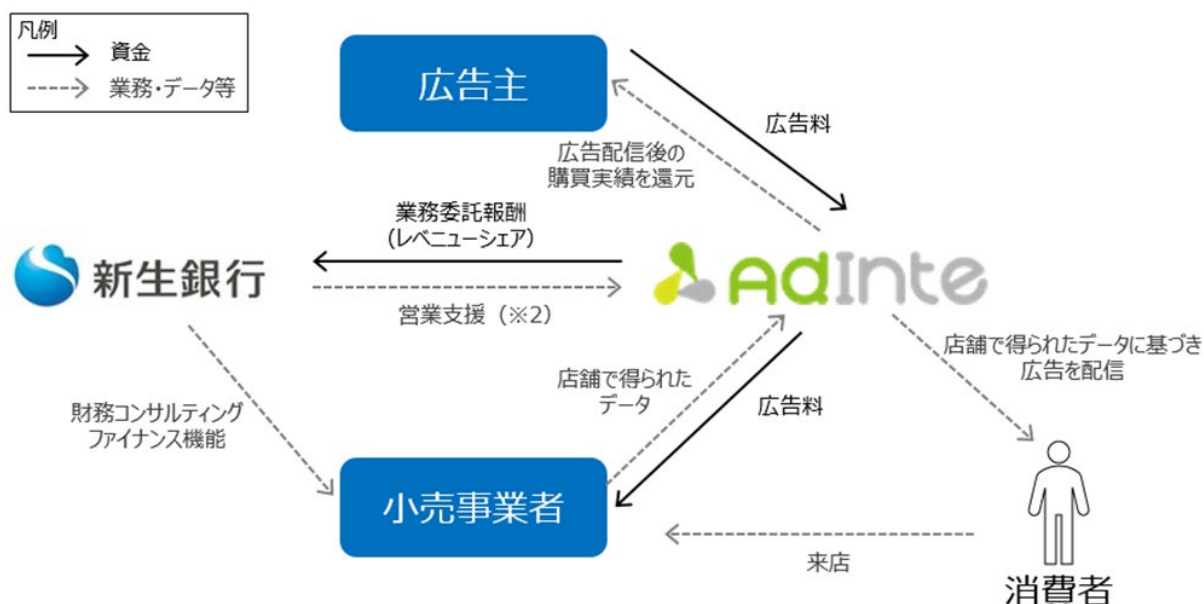 凡例
資金
業務・データ等
広告主
広告料
広告配信後の
購買実績を還元
業務委託報酬
(レベニューシェア)
新生銀行
AdInte
営業支援（※2）
店舗で得られたデータに基づき
広告を配信
店舗で得られた
データ
広告料
財務コンサルティング
ファイナンス機能
小売事業者
来店
消費者